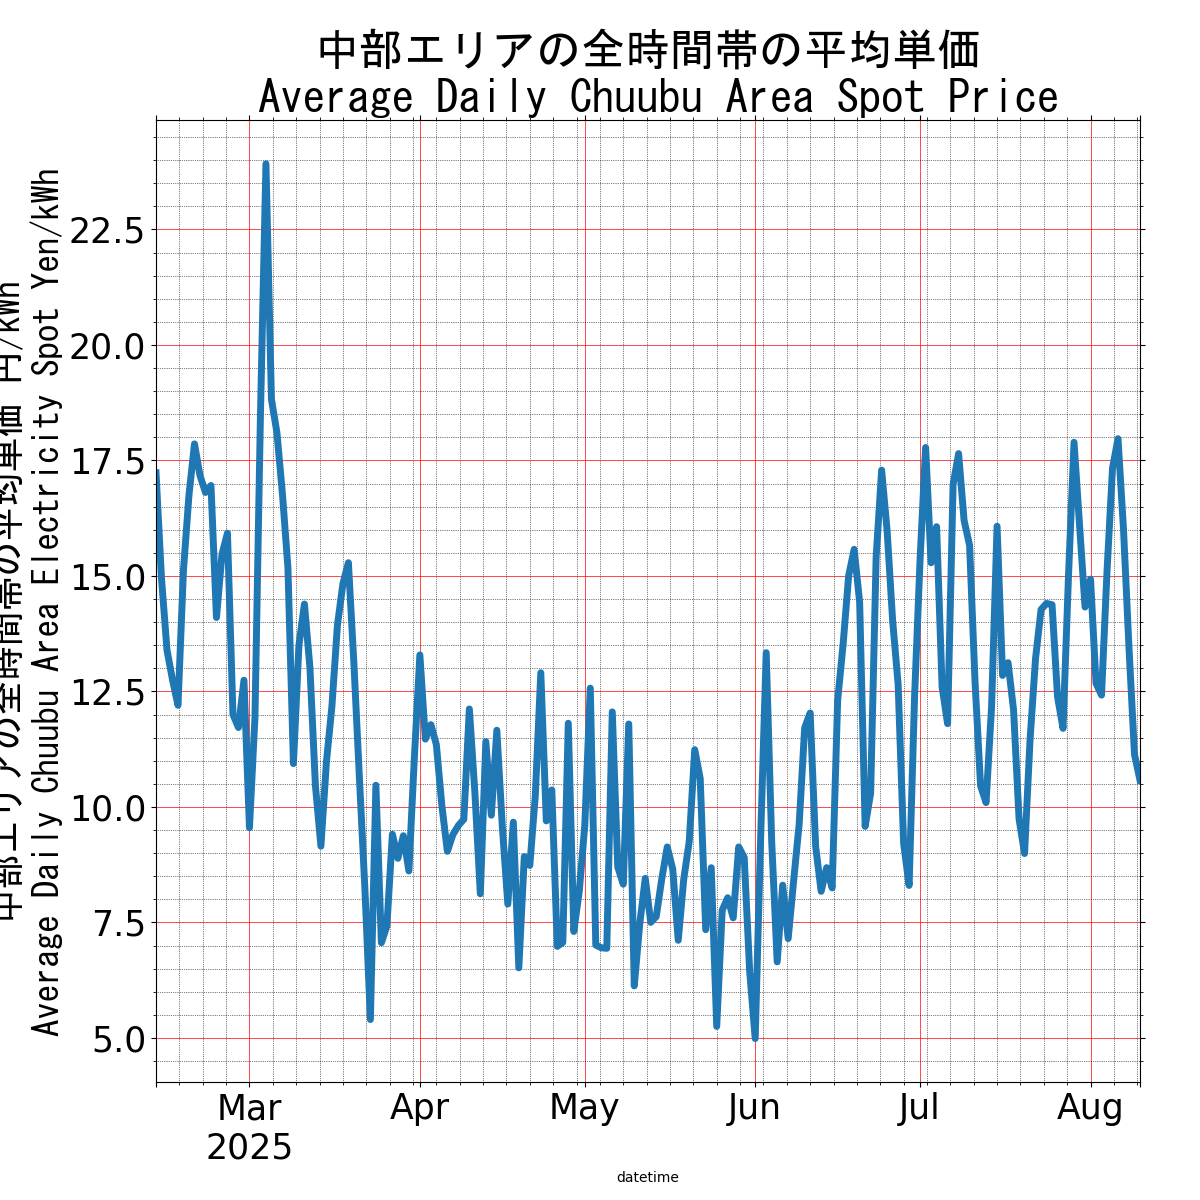 中部エリアの全時間帯の平均単価
Average Daily Chuubu Area Spot Price
中部エリアの全時間帯の平均単価 円/kWh
Average Daily Chuubu Area Electricity Spot Yen/kWh
22.5
20.0
17.5
15.0
12.5
10.0
7.5
5.0
Mar
2025
Apr
May
Jun
Jul
Aug
datetime